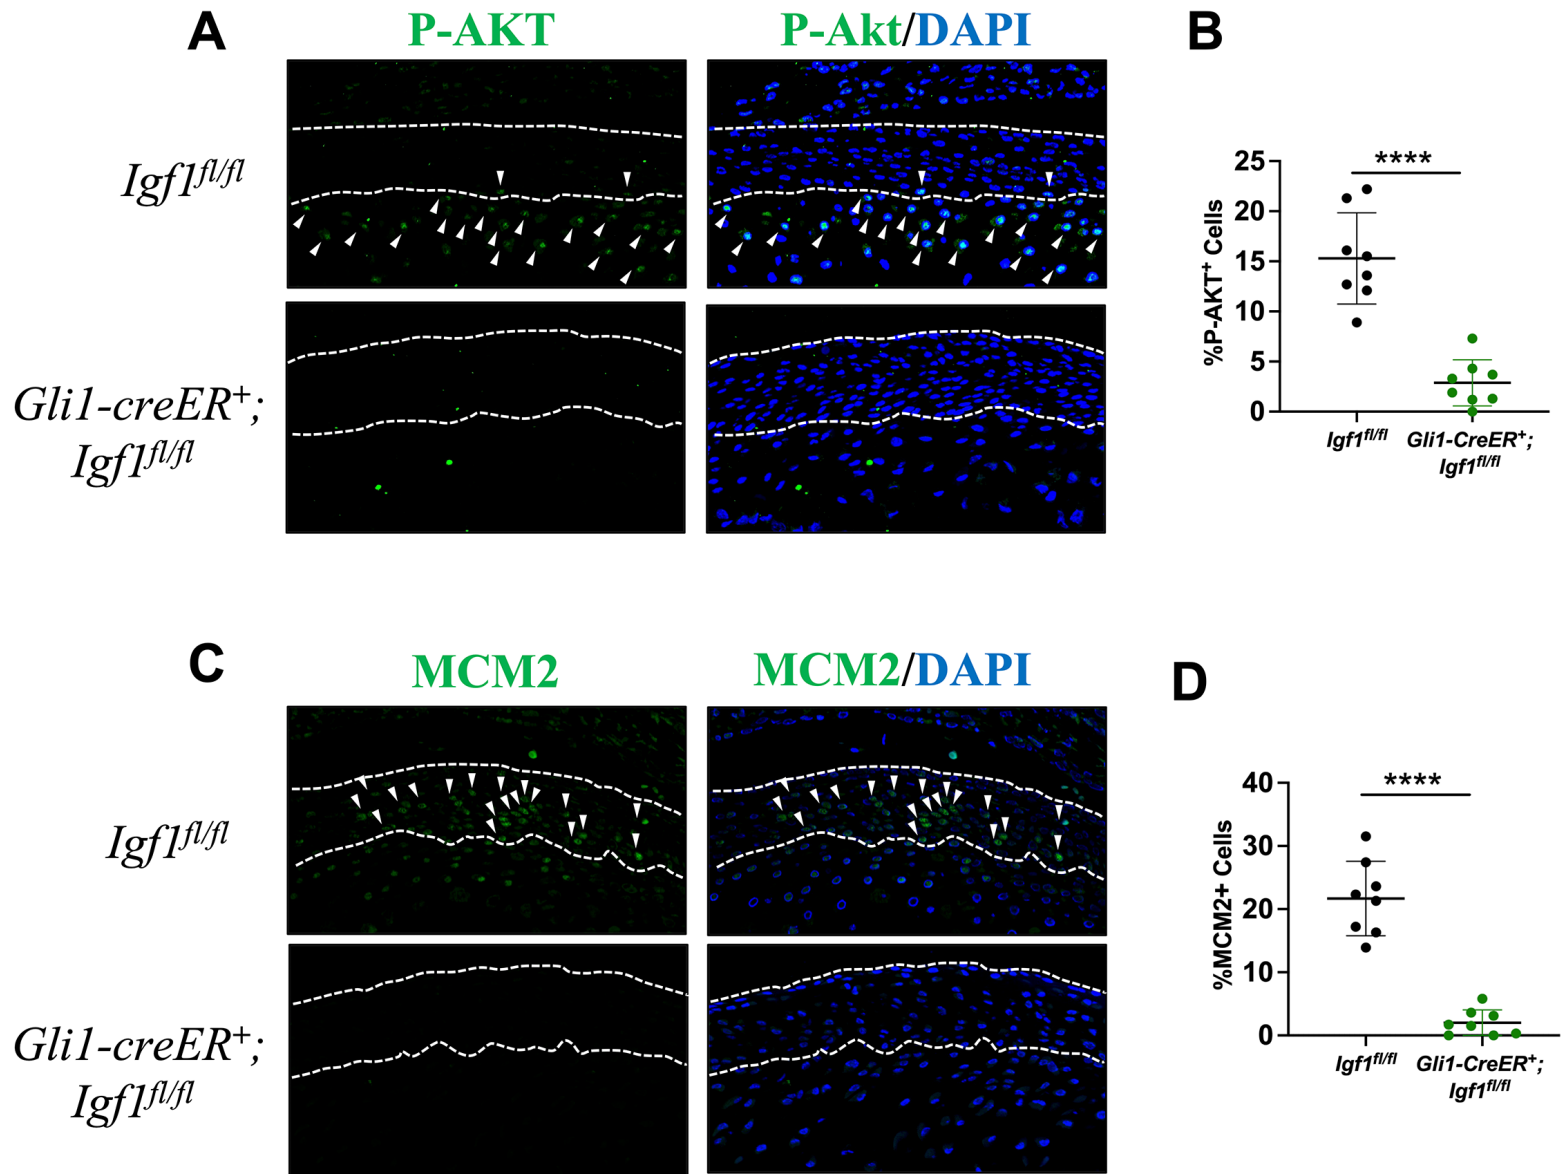 A
P-AKT
P-Akt/DAPI
B
Igf1fl/fl
Gli1-creER+;
Igf1fl/fl
%P-AKT+ Cells
25
20
15
10
5
0
****
Igf1fl/fl
Gli1-CreER+;
Igf1fl/fl
C
MCM2
MCM2/DAPI
D
Igf1fl/fl
Gli1-creER+;
Igf1fl/fl
%MCM2+ Cells
40
30
20
10
0
****
Igf1fl/fl
Gli1-CreER+;
Igf1fl/fl